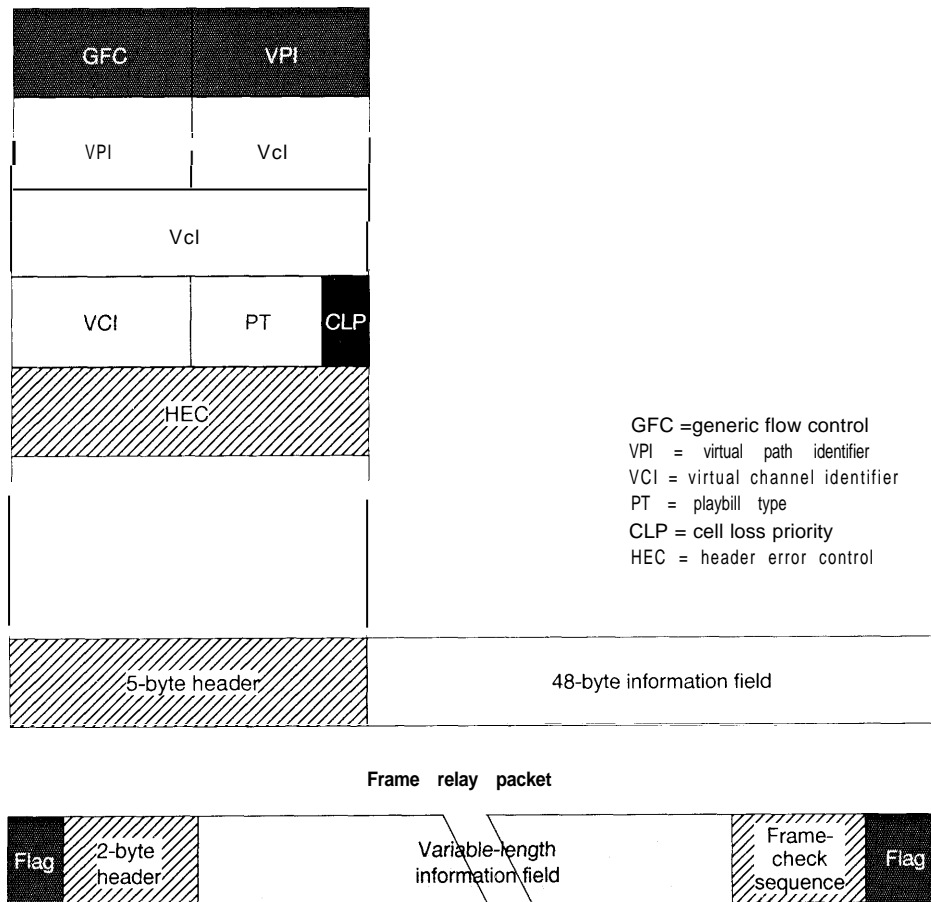 GFC VPI
VPI Vcl
Vcl
VCI PT CLP
HEC
GFC =generic flow control
VPI = virtual path identifier
VCI = virtual channel identifier
PT = playbill type
CLP = cell loss priority
HEC = header error control
5-byte header 48-byte information field
Frame relay packet
Flag
2-byte
header
Variable-length
information field
Frame-
check
sequence
Flag